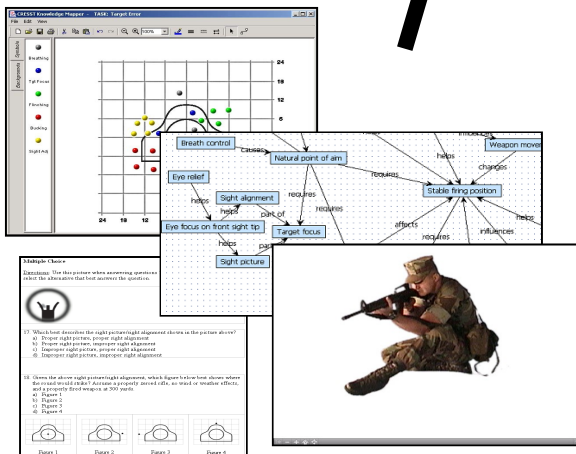 CRESST Knowledge Mapper - TASK: Target Error
File Edit View
100%
Symbols
Backgrounds
Breathing
Tgt Focus
Flinching
Bucking
Sight Adj
24
18
12
6
24 18 12
Breath control
causes
Natural point of aim
helps
Weapon mover
changes
Eye relief
requires
Stable firing position
helps
Sight alignment
requires
requires
helps
part of
affects
helps
Eye focus on front sight tip
Target focus
requires
influences
helps
part
Sight picture
Multiple Choice
Directions: Use this picture when answering questions
select the alternative that best answers the question.
17. Which best describes the sight picture/sight alignment shown in the picture above?
a) Proper sight picture, proper sight alignment
b) Proper sight picture, improper sight alignment
c) Improper sight picture, proper sight alignment
d) Improper sight picture, improper sight alignment
18. Given the above sight picture/sight alignment, which figure below best shows where
the round would strike? Assume a properly zeroed rifle, no wind or weather effects,
and a properly fired weapon at 300 yards.
a) Figure 1
b) Figure 2
c) Figure 3
d) Figure 4
Figure 1 Figure 2 Figure 3 Figure 4